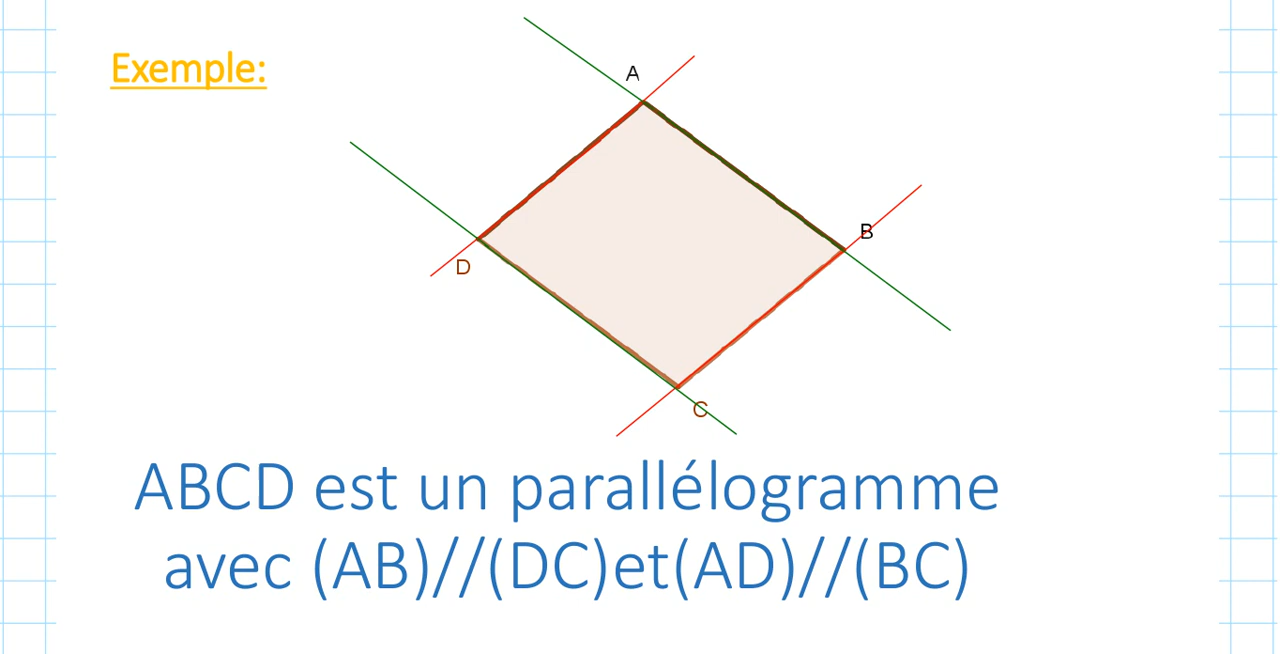 Exemple:
A
B
D
C
ABCD est un parallélogramme
avec (AB)//(DC)et(AD)//(BC)